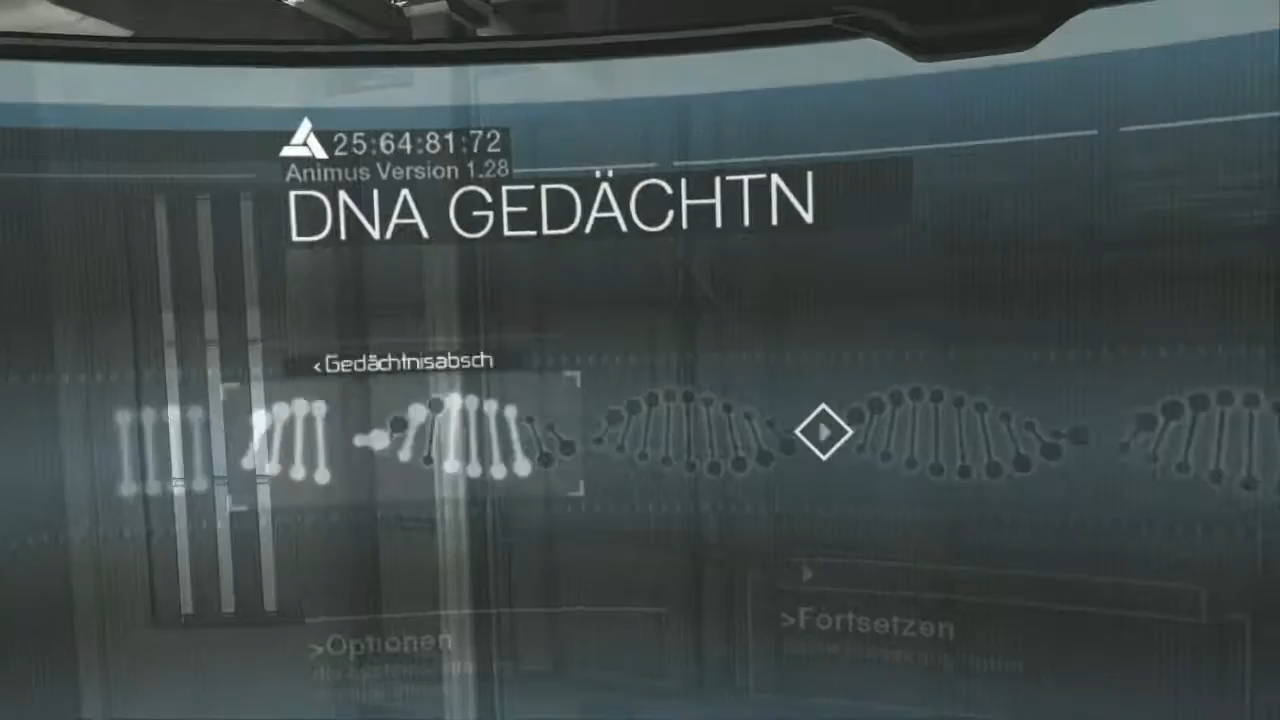 25:64:81:72
Animus Version 1.28
DNA GEDÄCHTN
‹Gedächtnisabsch
>Optionen
>Fortsetzen